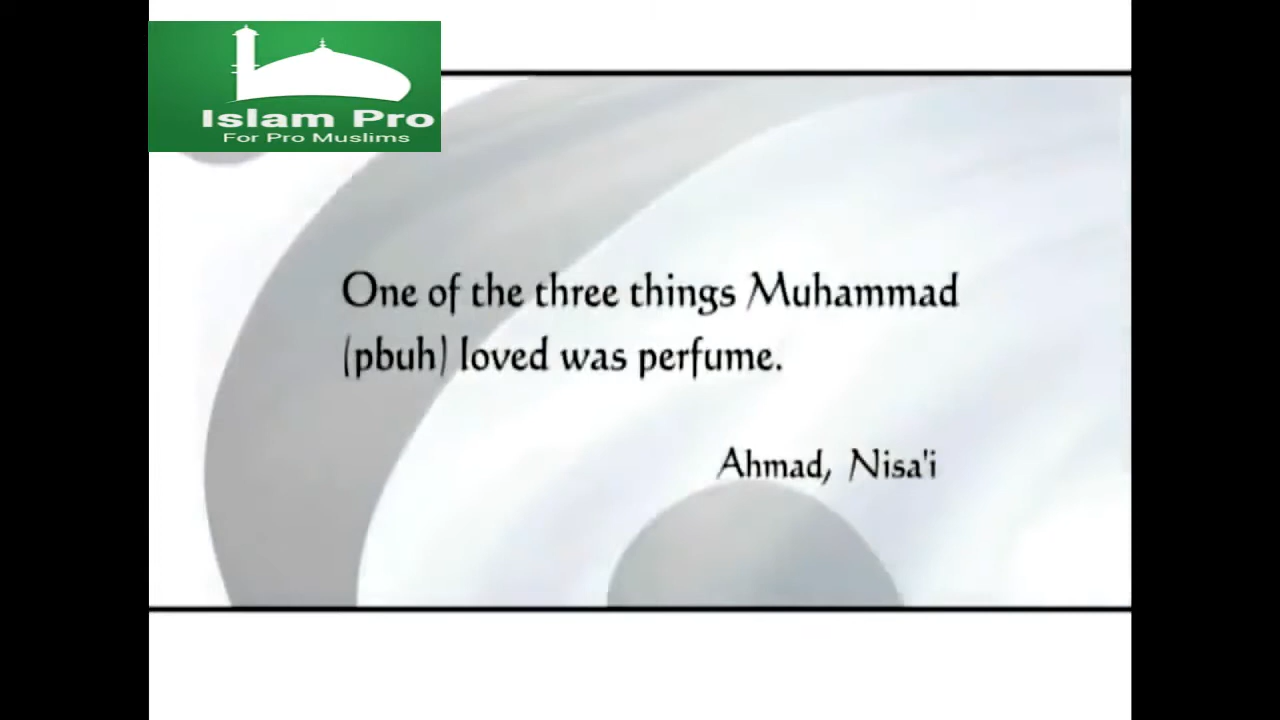 Islam Pro
For Pro Muslims
One of the three things Muhammad
(pbuh) loved was perfume.
Ahmad, Nisa'i